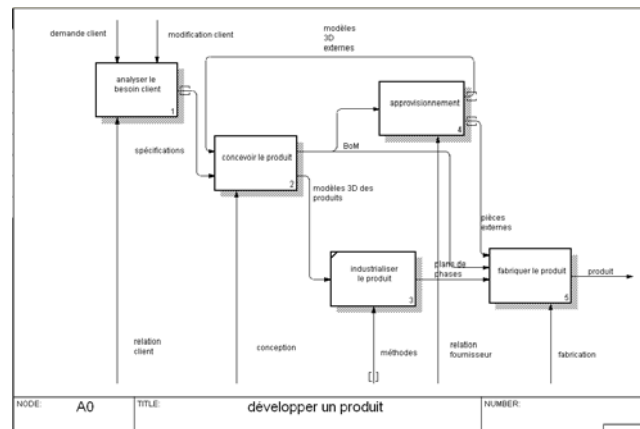 modèles
3D
externes
demande client
modification client
analyser le
besoin client
1
approvisionnement
4
spécifications
concevoir le produit
2
BoM
modèles 3D des
produits
pièces
externes
industrialiser
le produit
3
plans de
phases
fabriquer le produit
5
produit
relation
client
conception
méthodes
relation
fournisseur
fabrication
NODE:
A0
TITLE:
développer un produit
NUMBER: